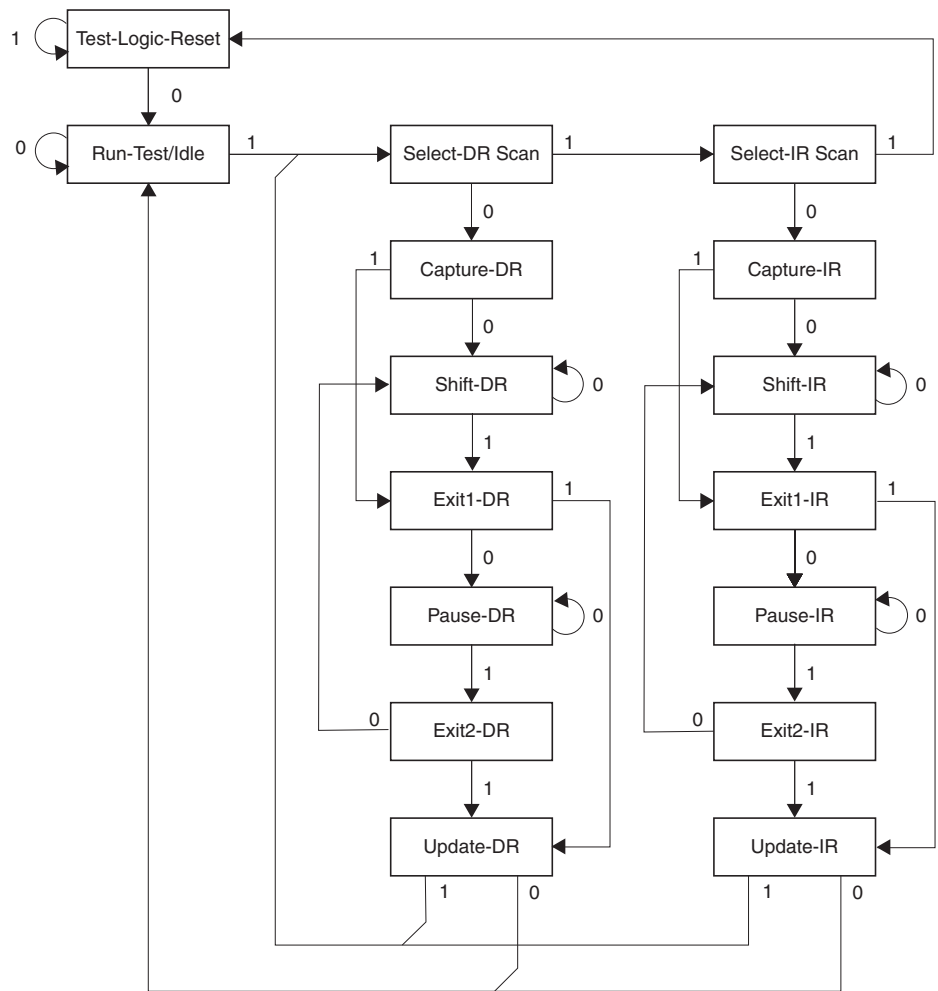 1
Test-Logic-Reset
0
0
Run-Test/Idle
1
Select-DR Scan
1
Select-IR Scan
1
0
0
1
Capture-DR
1
Capture-IR
0
0
Shift-DR
0
Shift-IR
0
1
1
Exit1-DR
1
Exit1-IR
1
0
0
Pause-DR
0
Pause-IR
0
1
1
0
Exit2-DR
0
Exit2-IR
1
1
Update-DR
Update-IR
1
0
1
0